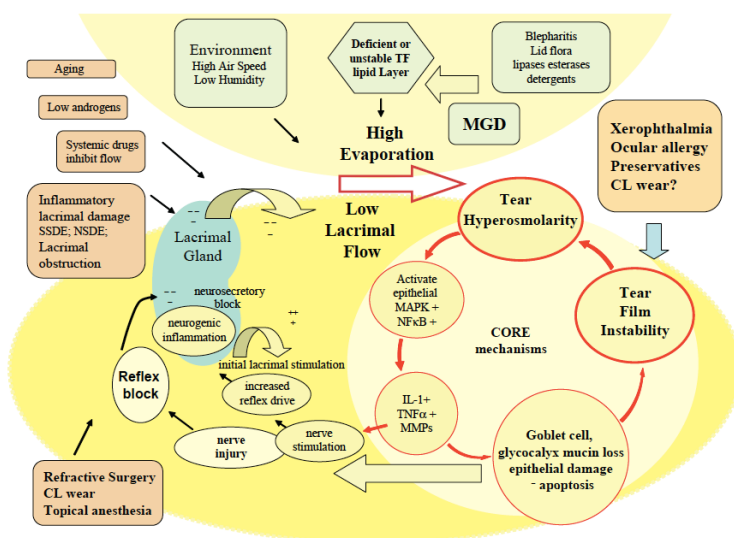 Aging
Low androgens
Systemic drugs
inhibit flow
Inflammatory
lacrimal damage
SSDE; NSDE;
Lacrimal
obstruction
Environment
High Air Speed
Low Humidity
Deficient or
unstable TF
lipid Layer
Blepharitis
Lid flora
lipases esterases
detergents
MGD
High
Evaporation
Xerophthalmia
Ocular allergy
Preservatives
CL wear?
Low
Lacrimal
Flow
Tear
Hyperosmolarity
-- --
--
-- --
--
Lacrimal
Gland
-- --
--
neurosecretory
block
++
+
neurogenic
inflammation
initial lacrimal stimulation
Activate
epithelial
MAPK +
NFκB +
CORE
mechanisms
Tear
Film
Instability
Reflex
block
increased
reflex drive
IL-1+
TNFα +
MMPs
nerve
injury
nerve
stimulation
Goblet cell,
glycocalyx mucin loss
epithelial damage
- apoptosis
Refractive Surgery
CL wear
Topical anesthesia